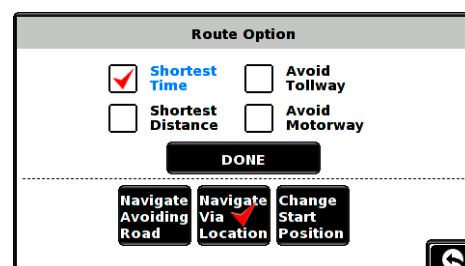 Route Option
Shortest Time
Avoid Tollway
Shortest Distance
Avoid Motorway
DONE
Navigate Avoiding Road
Navigate Via Location
Change Start Position